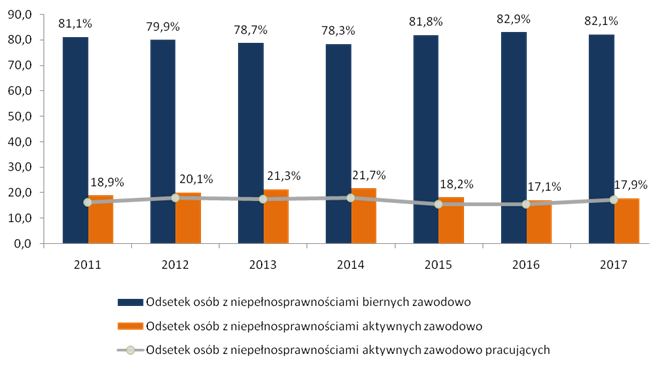 90,0
80,0
70,0
60,0
50,0
40,0
30,0
20,0
10,0
0,0
81,1% 79,9% 78,7% 78,3% 81,8% 82,9% 82,1%
18,9% 20,1% 21,3% 21,7% 18,2% 17,1% 17,9%
2011 2012 2013 2014 2015 2016 2017
Odsetek osób z niepełnosprawnościami biernych zawodowo
Odsetek osób z niepełnosprawnościami aktywnych zawodowo
Odsetek osób z niepełnosprawnościami aktywnych zawodowo pracujących